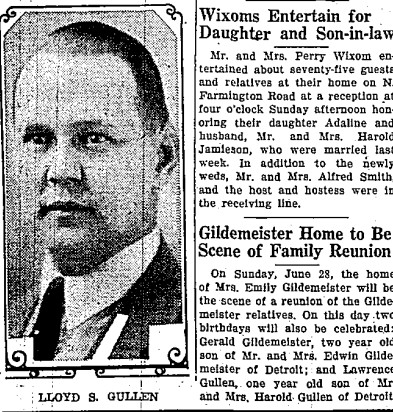 LLOYD S. GULLEN
Wixoms Entertain for
Daughter and Son-in-law
Mr. and Mrs. Perry Wixom en-
tertained about seventy-five guests
and relatives at their home on N.
Farmington Road at a reception at
four o'clock Sunday afternoon hon-
oring their daughter Adaline and
husband, Mr. and Mrs. Harold
Jamieson, who were married last
week. In addition to the newly
weds, Mr. and Mrs. Alfred Smith,
and the host and hostess were in
the receiving line.
Gildemeister Home to Be
Scene of Family Reunion
On Sunday, June 28, the home
of Mrs. Emily Gildemeister will be
the scene of a reunion of the Gilde-
meister relatives. On this day two
birthdays will also be celebrated:
Gerald Gildemeister, two year old
son of Mr. and Mrs. Edwin Gilde-
meister of Detroit; and Lawrence
Gullen, one year old son of Mr.
and Mrs. Harold Gullen of Detroit